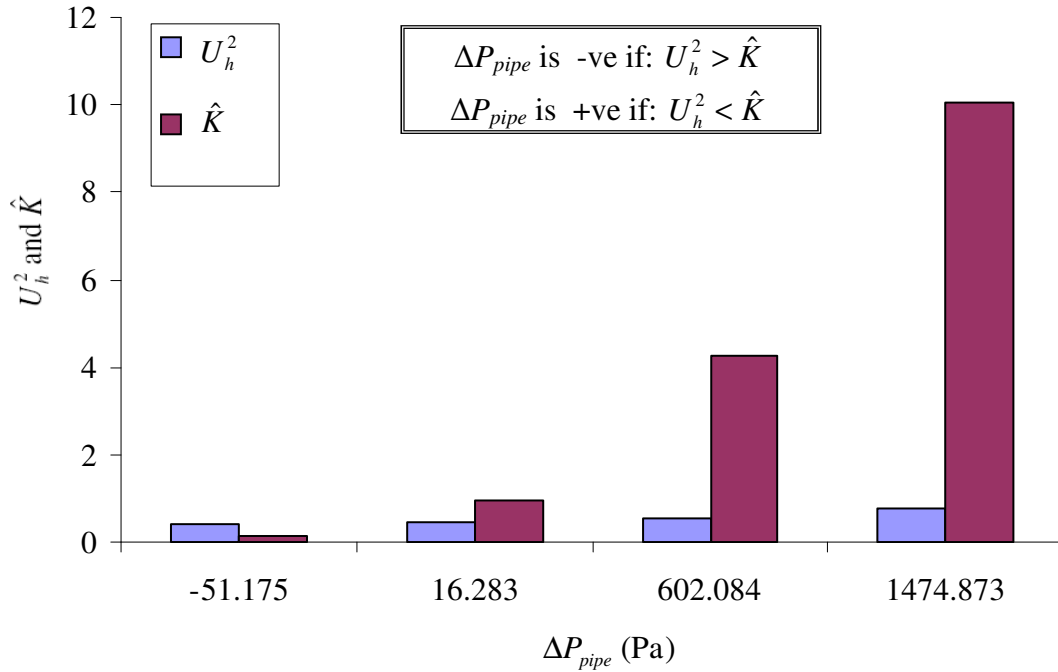 12
10
8
6
4
2
0
U_h^2 and K̂
U_h^2
K̂
ΔP_pipe is -ve if: U_h^2 > K̂
ΔP_pipe is +ve if: U_h^2 < K̂
-51.175 16.283 602.084 1474.873
ΔP_pipe (Pa)